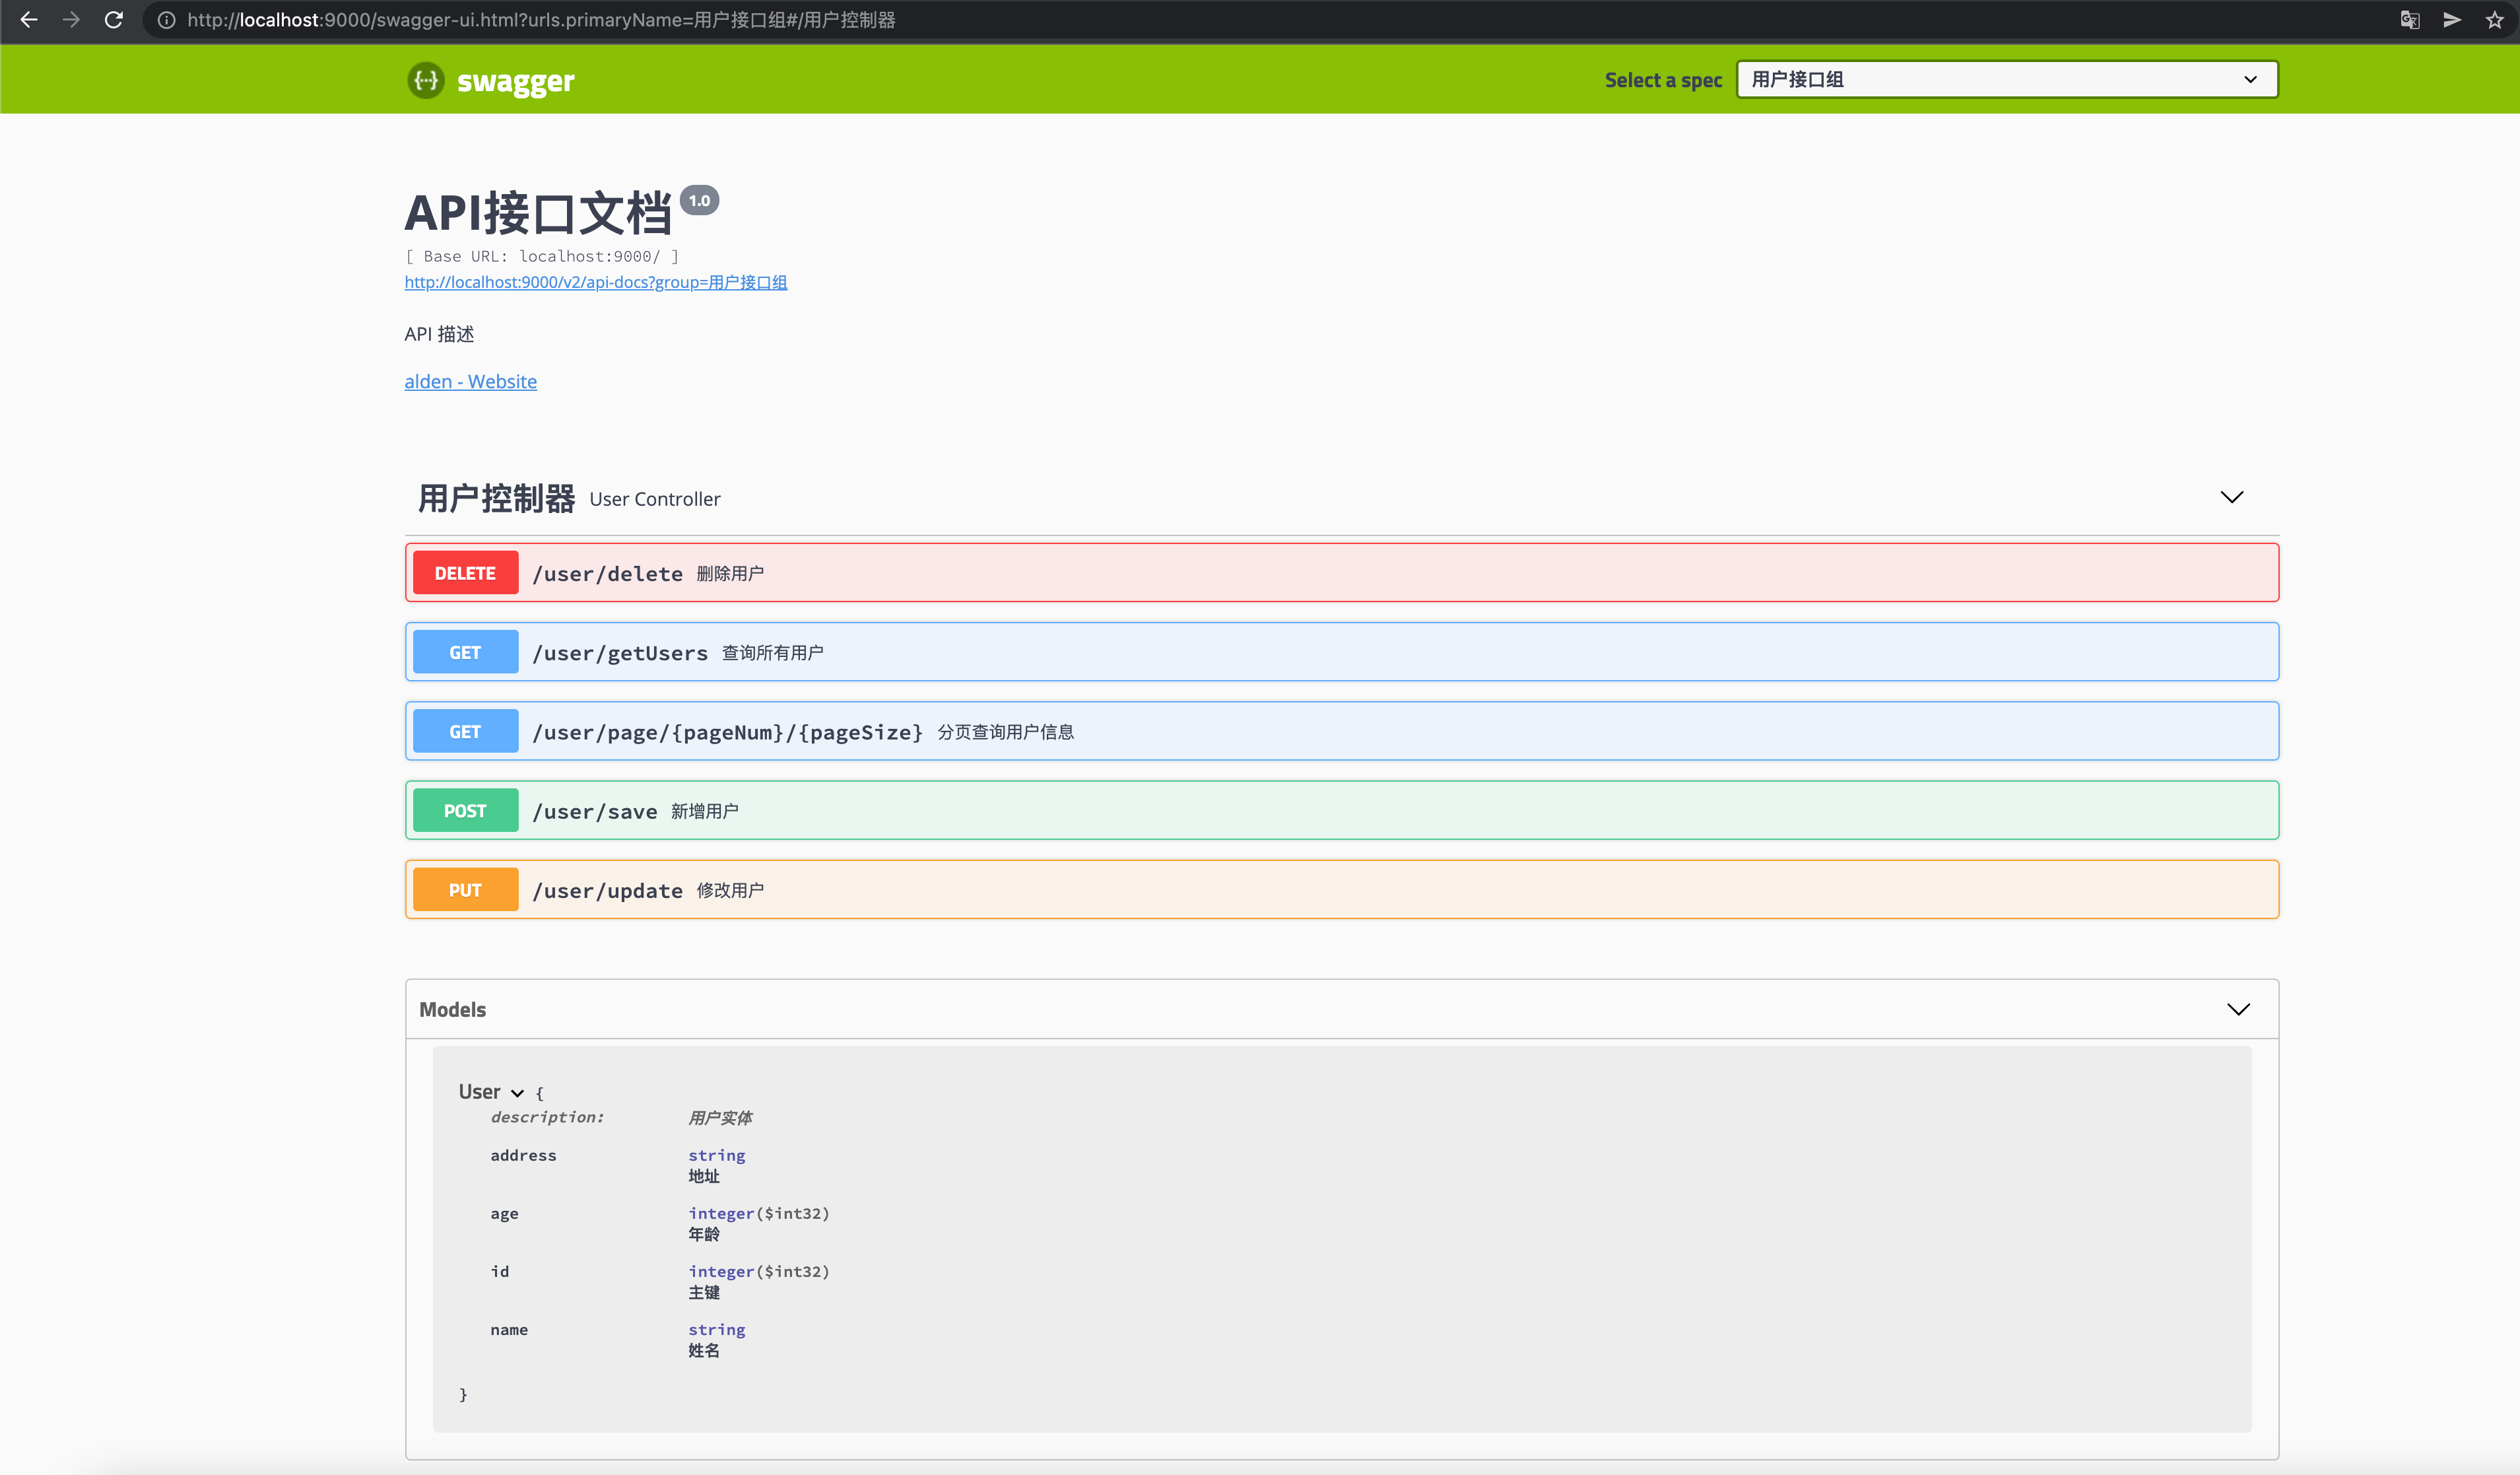 http://localhost:9000/swagger-ui.html?urls.primaryName=用户接口组#/用户控制器
{...} swagger
Select a spec 用户接口组
API接口文档 1.0
[ Base URL: localhost:9000/ ]
http://localhost:9000/v2/api-docs?group=用户接口组
API 描述
alden - Website
用户控制器 User Controller
DELETE /user/delete 删除用户
GET /user/getUsers 查询所有用户
GET /user/page/{pageNum}/{pageSize} 分页查询用户信息
POST /user/save 新增用户
PUT /user/update 修改用户
Models
User {
description: 用户实体
address string
地址
age integer($int32)
年龄
id integer($int32)
主键
name string
姓名
}